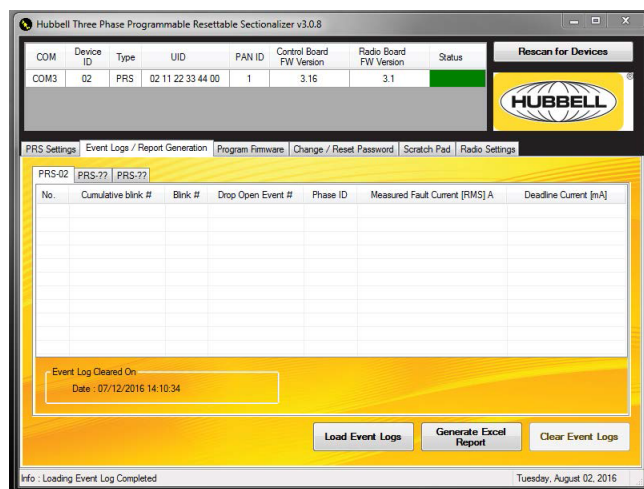 Hubbell Three Phase Programmable Resettable Sectionalizer v3.0.8
COM Device ID Type UID PAN ID Control Board FW Version Radio Board FW Version Status
COM3 02 PRS 02 11 22 33 44 00 1 3.16 3.1
Rescan for Devices
HUBBELL
®
PRS Settings Event Logs / Report Generation Program Firmware Change / Reset Password Scratch Pad Radio Settings
PRS-02 PRS-?? PRS-??
No. Cumulative blink # Blink # Drop Open Event # Phase ID Measured Fault Current [RMS] A Deadline Current [mA]
Event Log Cleared On
Date : 07/12/2016 14:10:34
Load Event Logs Generate Excel Report Clear Event Logs
Info : Loading Event Log Completed Tuesday, August 02, 2016